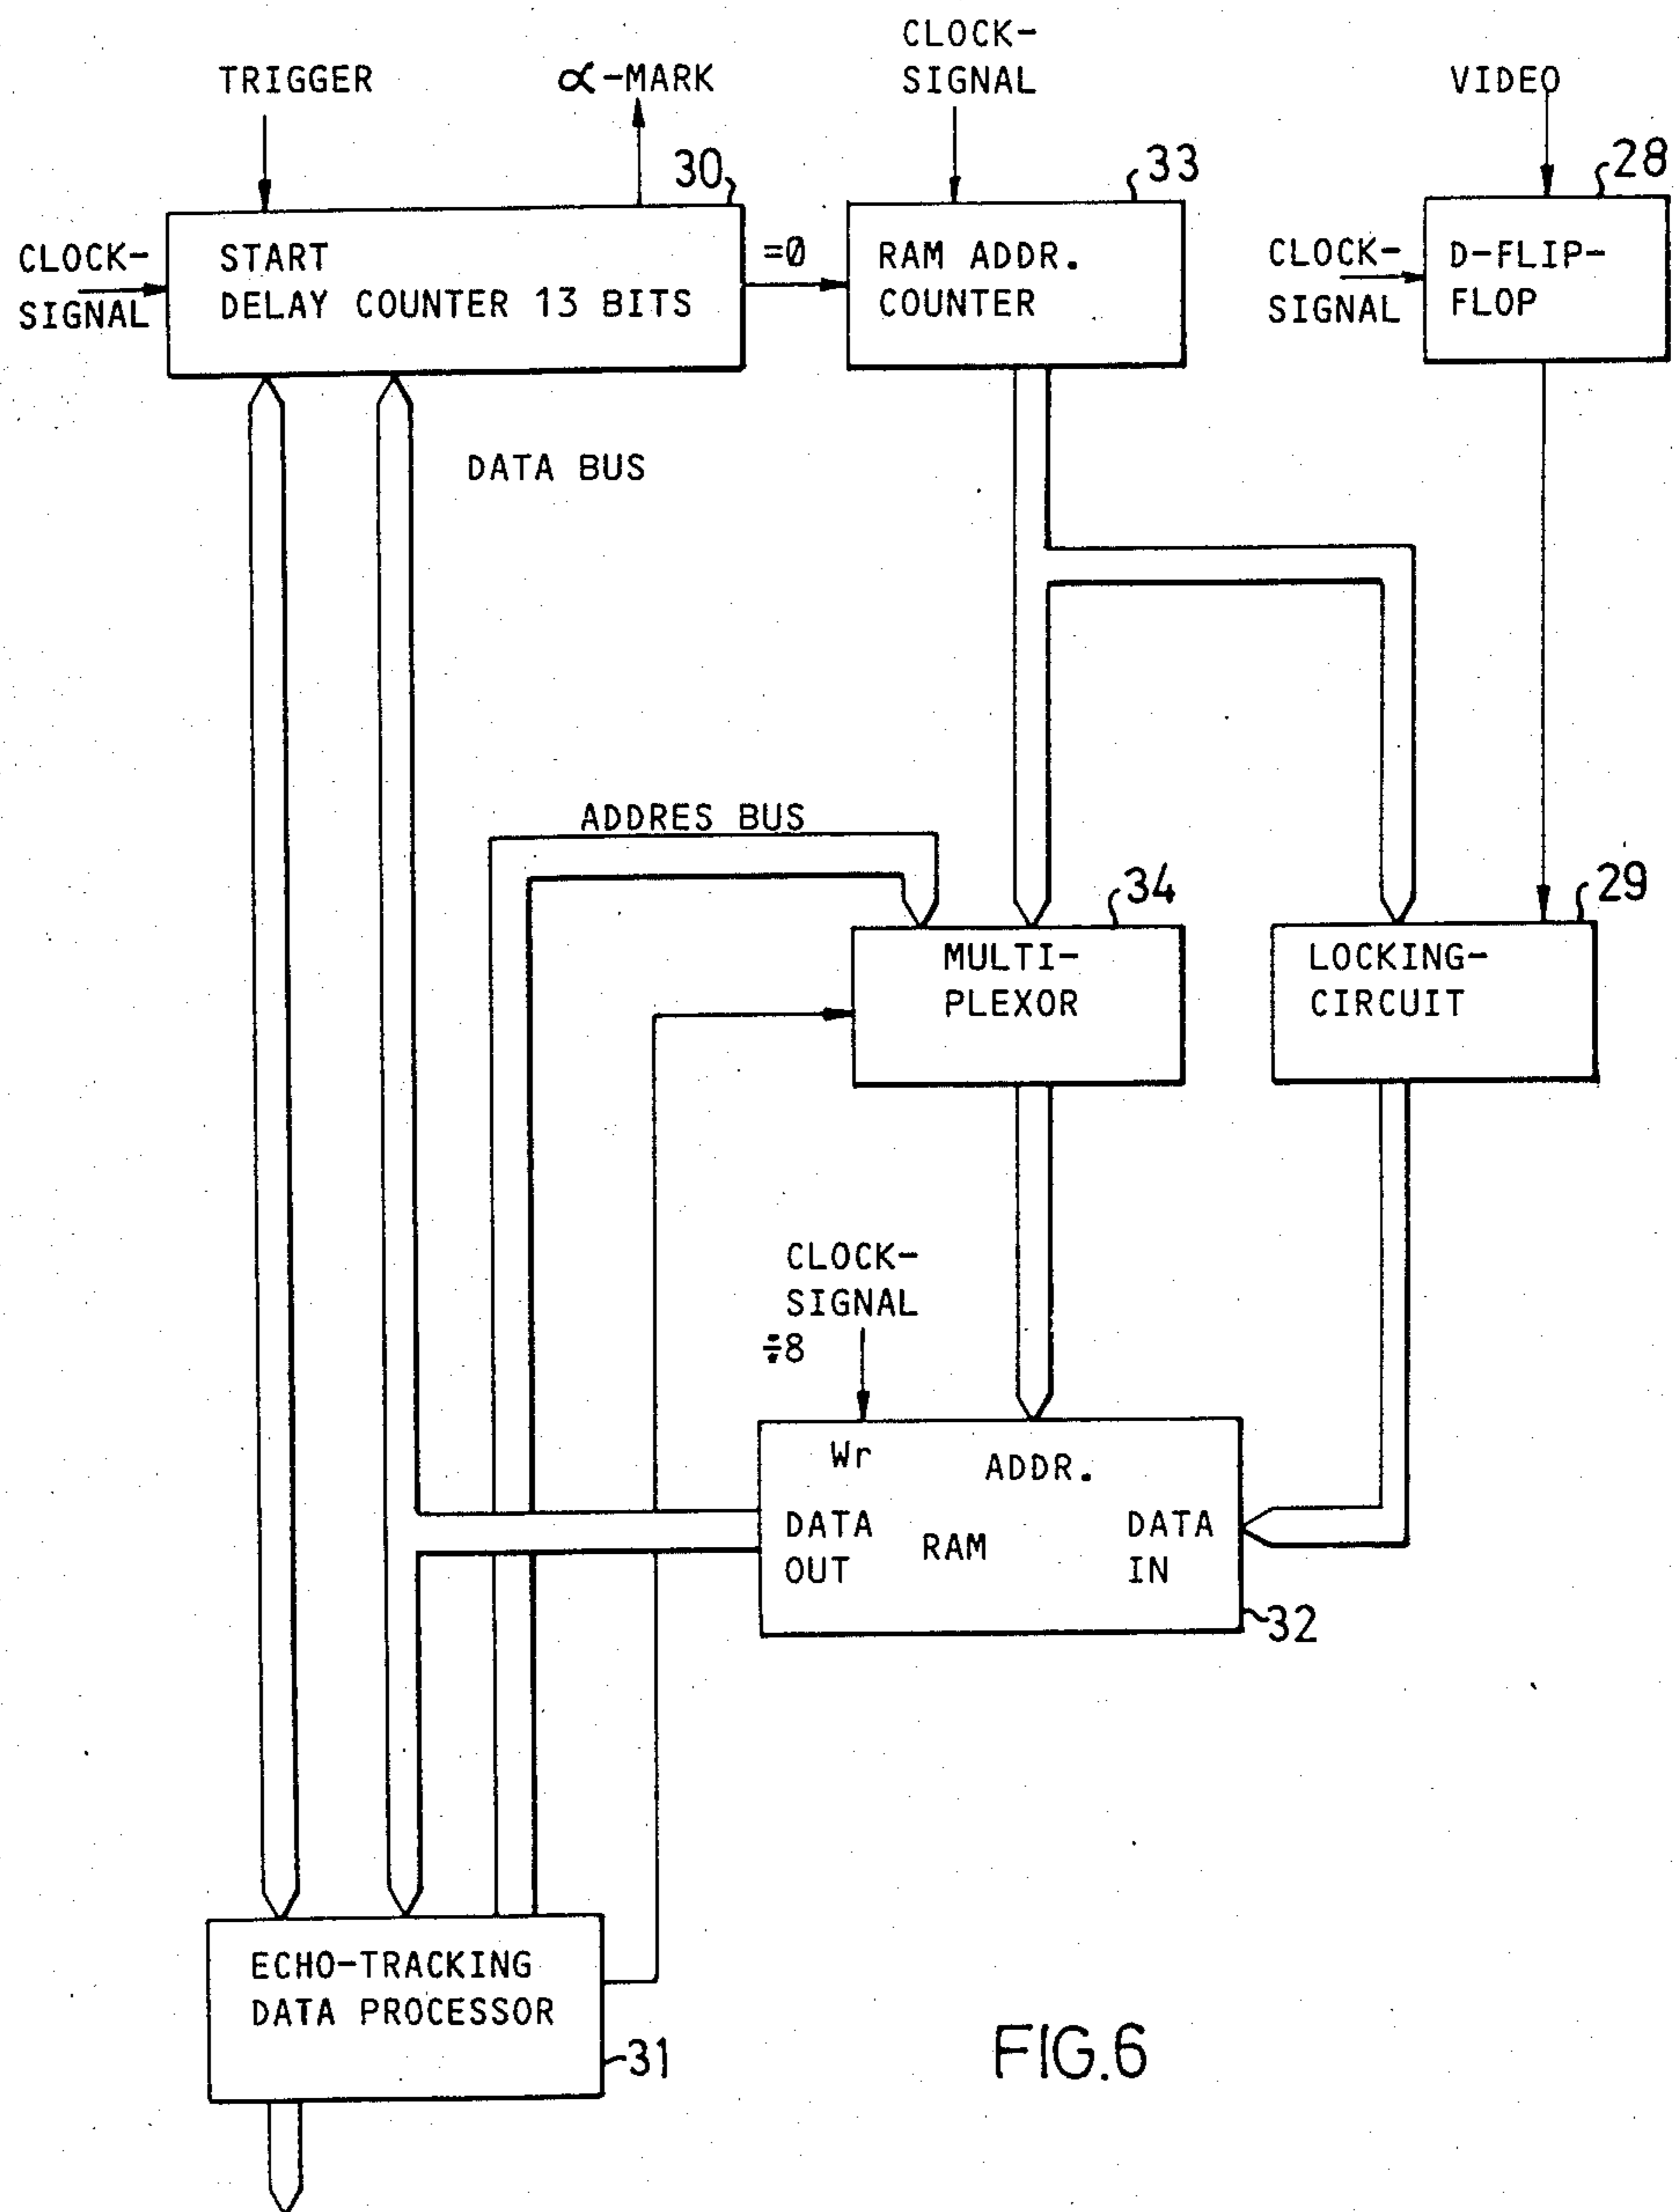 CLOCK-
SIGNAL
TRIGGER
α-MARK
VIDEO
30
33
28
CLOCK-
SIGNAL
START
DELAY COUNTER 13 BITS
=0
RAM ADDR.
COUNTER
CLOCK-
SIGNAL
D-FLIP-
FLOP
DATA BUS
ADDRES BUS
34
29
MULTI-
PLEXOR
LOCKING-
CIRCUIT
CLOCK-
SIGNAL
÷8
Wr
ADDR.
DATA
OUT
RAM
DATA
IN
32
ECHO-TRACKING
DATA PROCESSOR
31
FIG.6